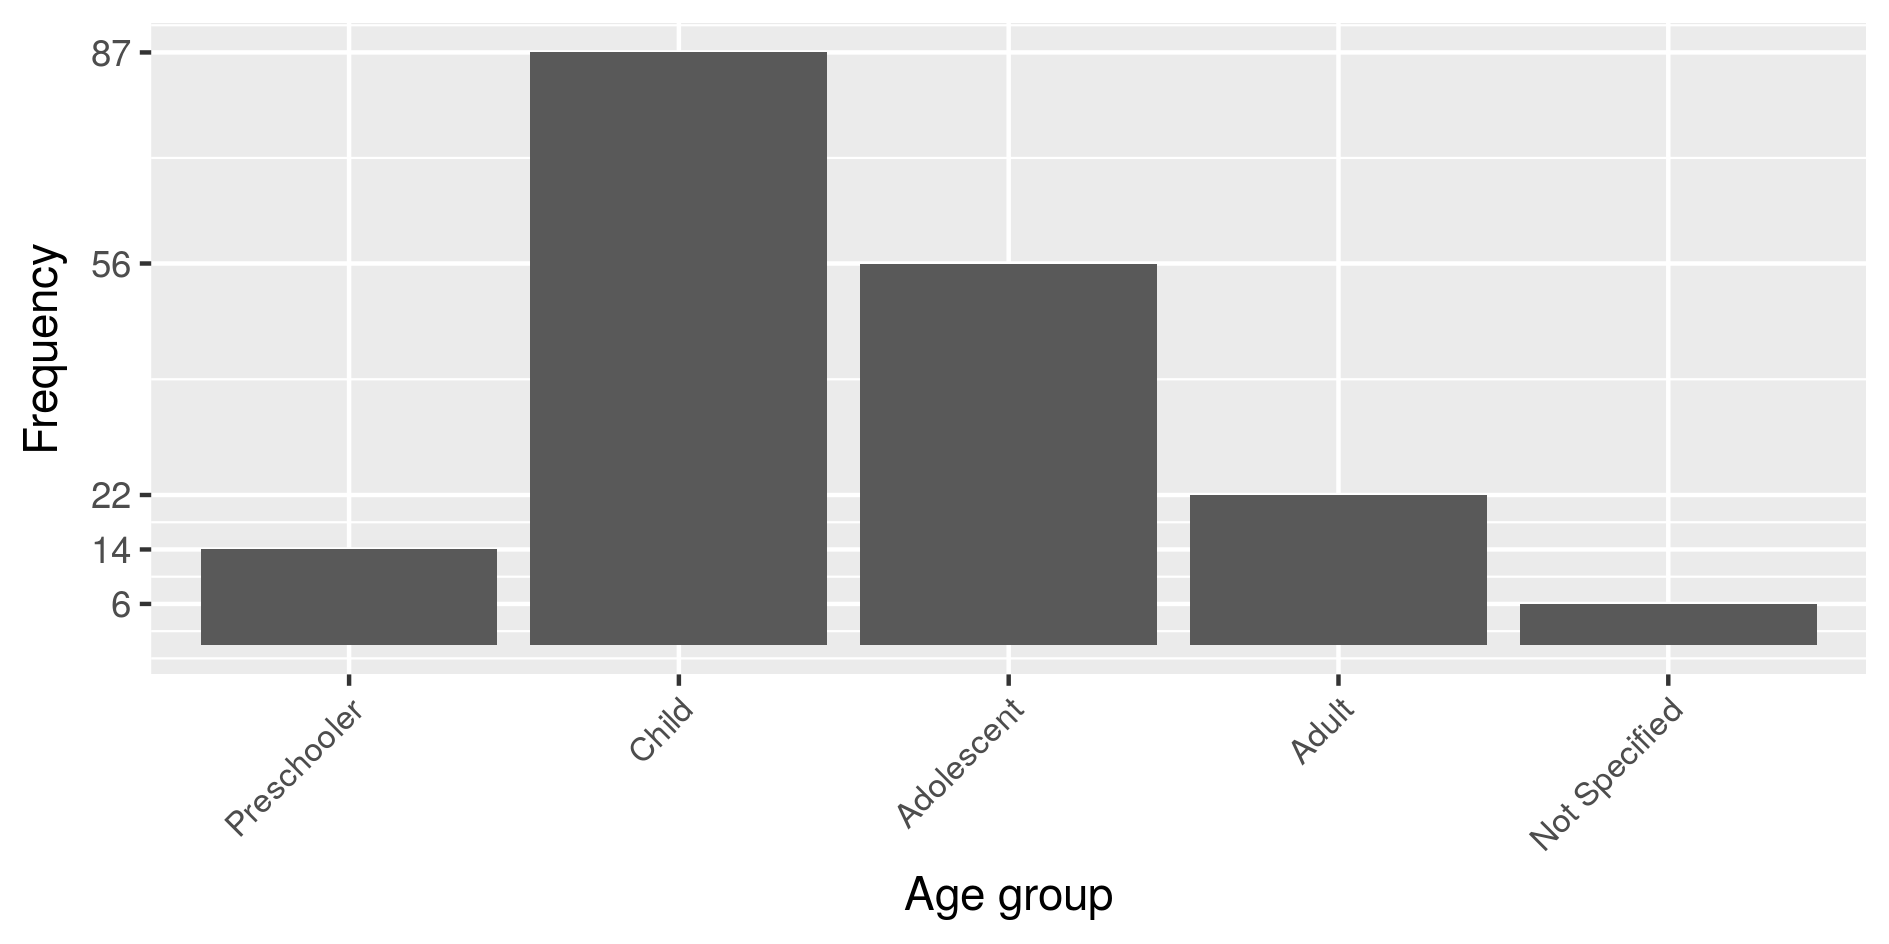 Frequency
87
56
22
14
6
Preschooler
Child
Adolescent
Adult
Not Specified
Age group